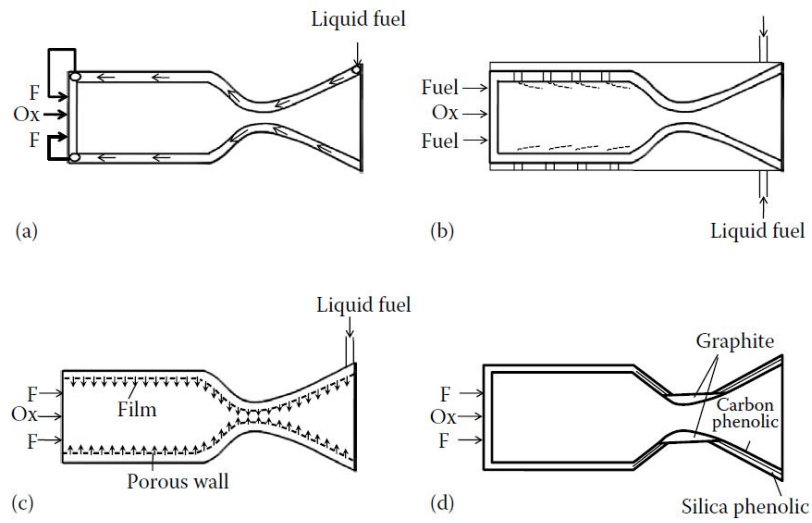 Liquid fuel
F
Ox
F
(a)
Fuel
Ox
Fuel
Liquid fuel
(b)
Liquid fuel
F
Ox
F
Film
Porous wall
(c)
Graphite
F
Ox
F
Carbon
phenolic
Silica phenolic
(d)